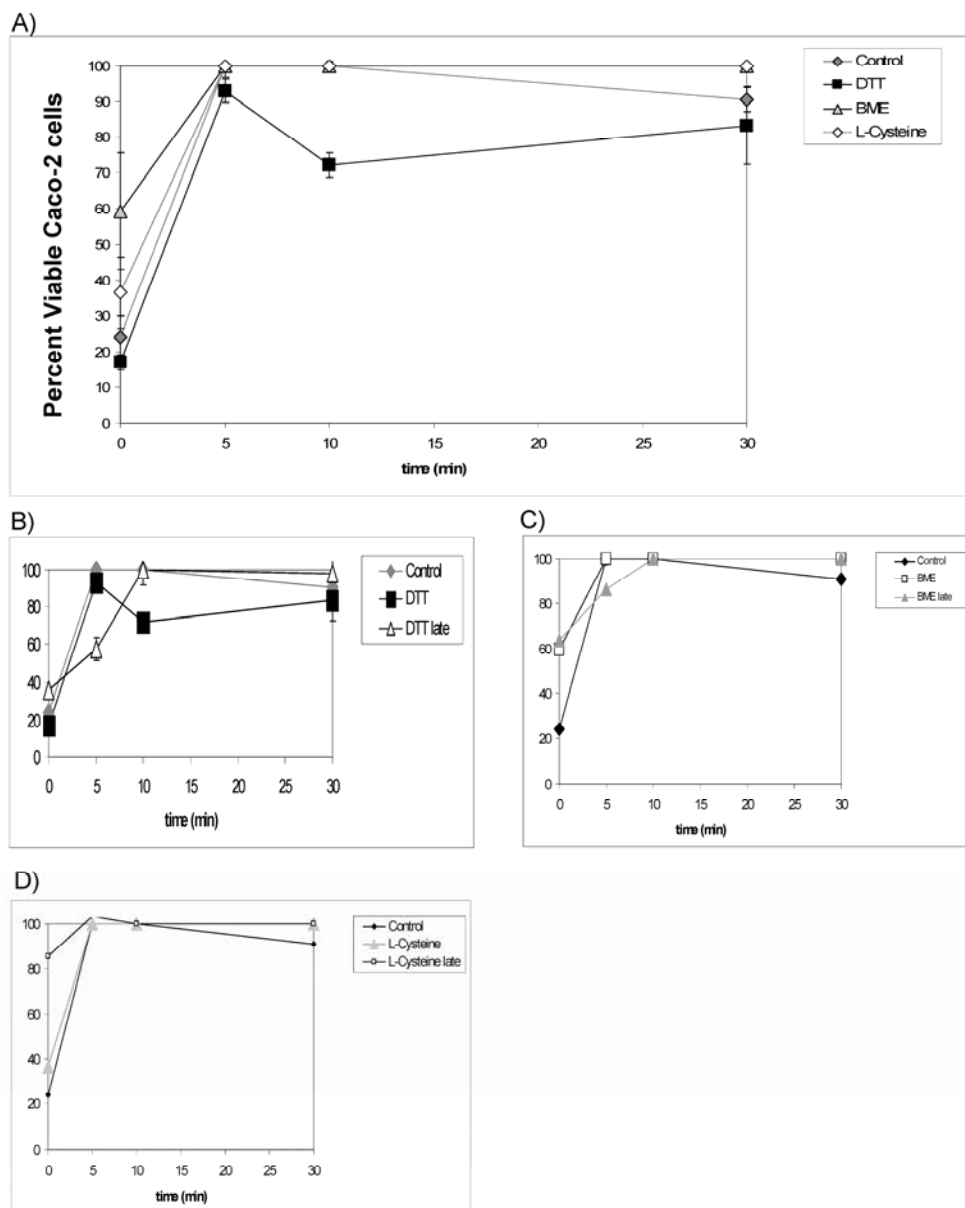 A)
Percent Viable Caco-2 cells
100
90
80
70
60
50
40
30
20
10
0
0 5 10 15 20 25 30
time (min)
Control
DTT
BME
L-Cysteine
B)
100
80
60
40
20
0
0 5 10 15 20 25 30
time (min)
Control
DTT
DTT late
C)
100
80
60
40
20
0
0 5 10 15 20 25 30
time (min)
Control
BME
BME late
D)
100
80
60
40
20
0
0 5 10 15 20 25 30
time (min)
Control
L-Cysteine
L-Cysteine late